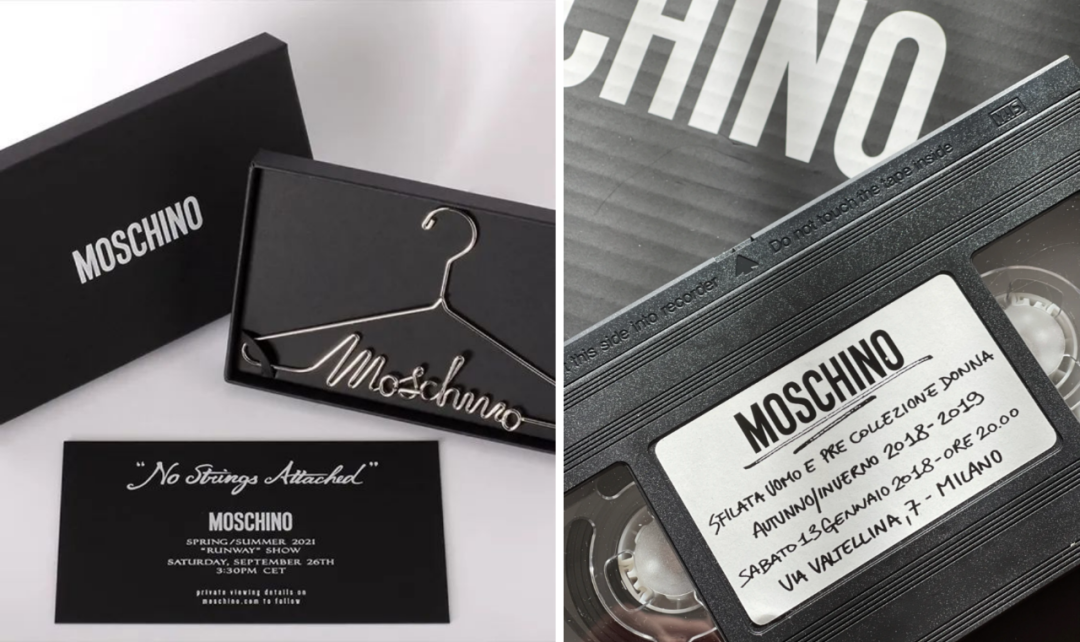 MOSCHINO
Moschino
"No Strings Attached"
MOSCHINO
SPRING/SUMMER 2021
"RUNWAY" SHOW
SATURDAY, SEPTEMBER 26TH
3:30PM CET
private viewing details on
moschino.com to follow
CHINO
VHS
this side into recorder Do not touch the tape inside
MOSCHINO
SFILATA UOMO E PRE COLLEZIONE DONNA
AUTUNNO/INVERNO 2018-2019
SABATO 13 GENNAIO 2018-ORE 20.00
VIA VALTELLINA, 7 - MILANO